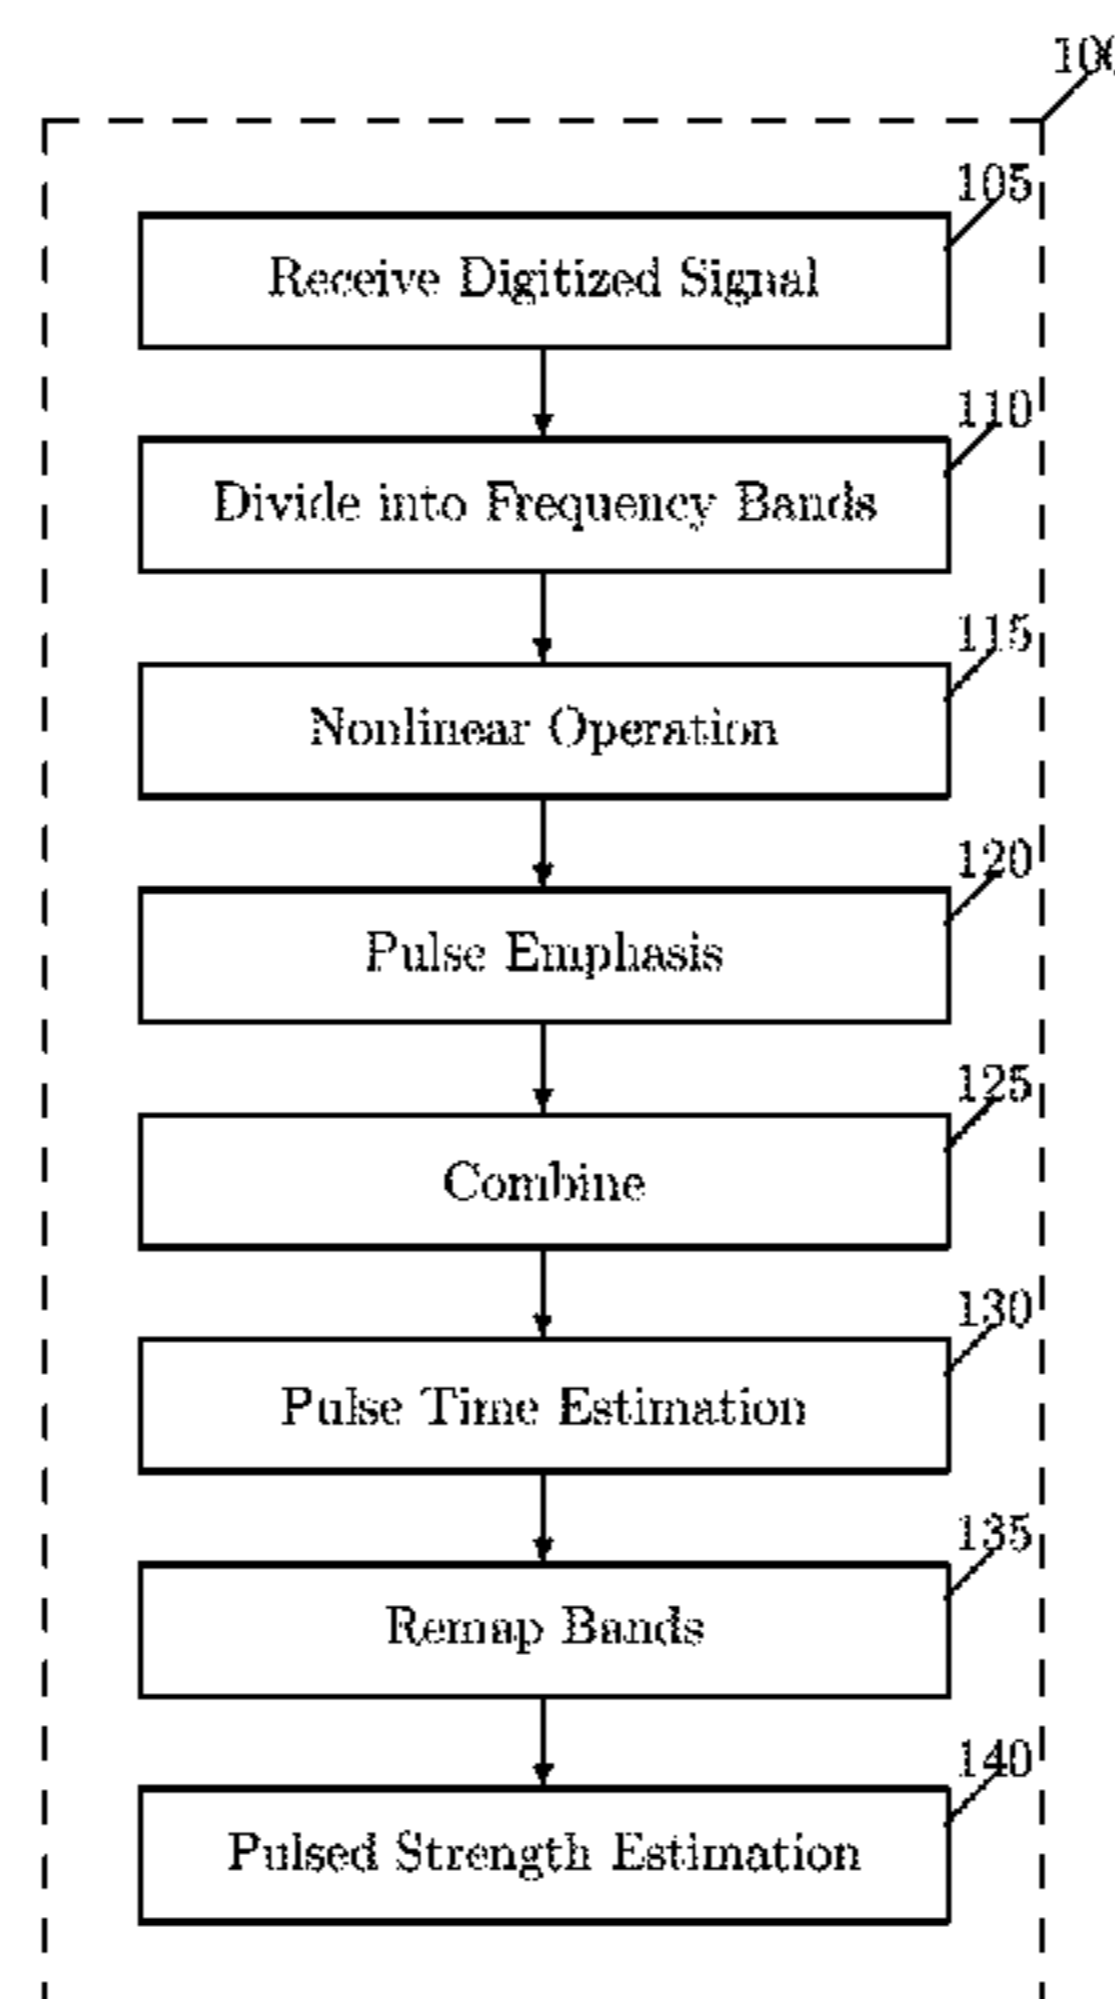 100
105
Receive Digitized Signal
110
Divide into Frequency Bands
115
Nonlinear Operation
120
Pulse Emphasis
125
Combine
130
Pulse Time Estimation
135
Remap Bands
140
Pulsed Strength Estimation